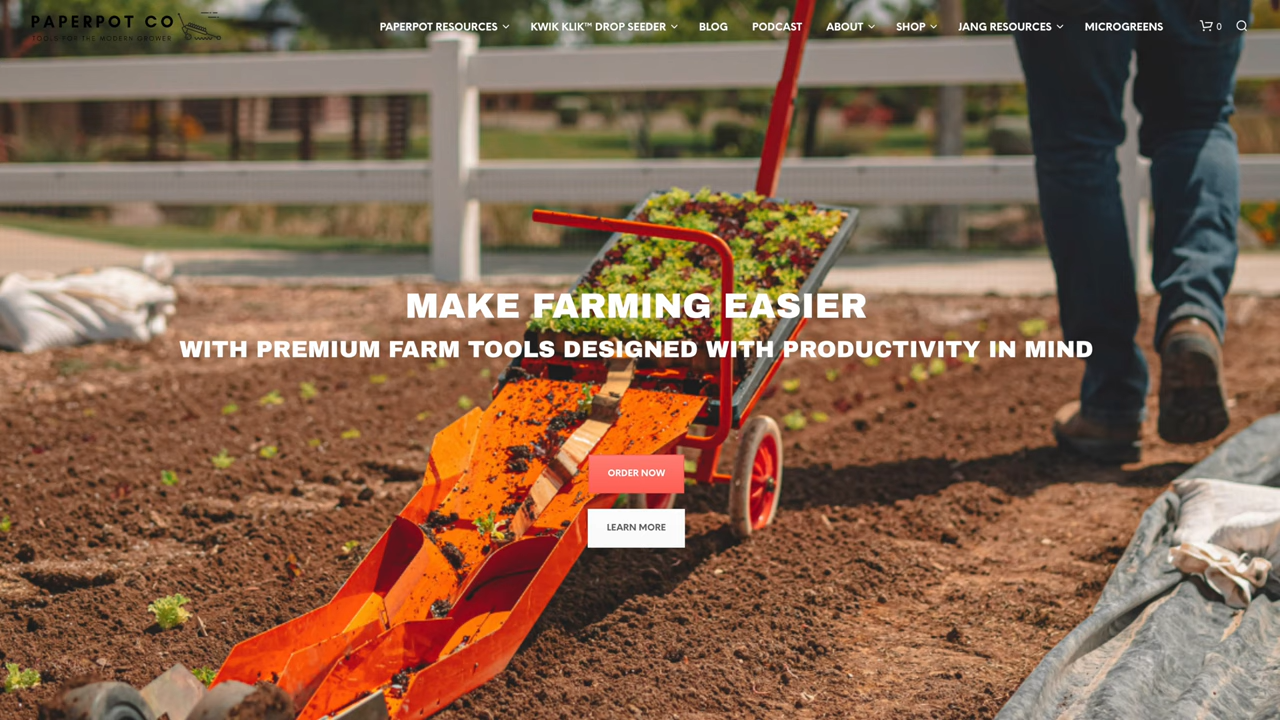 PAPERPOT CO
TOOLS FOR THE MODERN GROWER
PAPERPOT RESOURCES
KWIK KLIK™ DROP SEEDER
BLOG
PODCAST
ABOUT
SHOP
JANG RESOURCES
MICROGREENS
0
MAKE FARMING EASIER
WITH PREMIUM FARM TOOLS DESIGNED WITH PRODUCTIVITY IN MIND
ORDER NOW
LEARN MORE